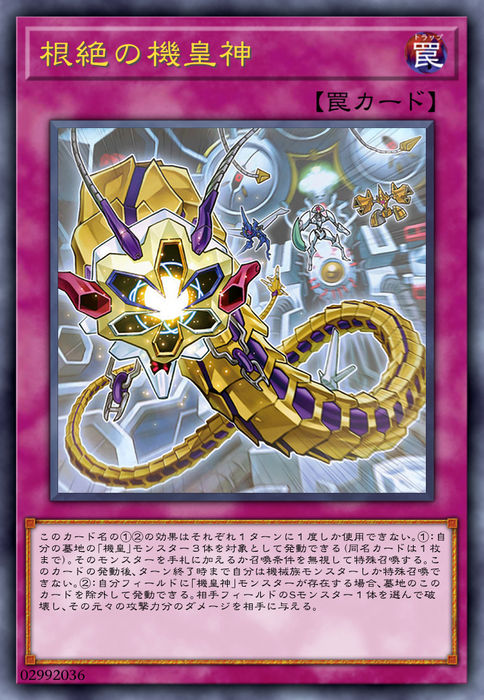 根絶の機皇神
トラップ
罠
【罠カード】
このカード名の①②の効果はそれぞれ１ターンに１度しか使用できない。①：自
分の墓地の「機皇」モンスター３体を対象として発動できる（同名カードは１枚
まで）。そのモンスターを手札に加えるか召喚条件を無視して特殊召喚する。こ
のカードの発動後、ターン終了時まで自分は機械族モンスターしか特殊召喚で
きない。②：自分フィールドに「機皇神」モンスターが存在する場合、墓地のこの
カードを除外して発動できる。相手フィールドのSモンスター１体を選んで破
壊し、その元々の攻撃力分のダメージを相手に与える。
02992036